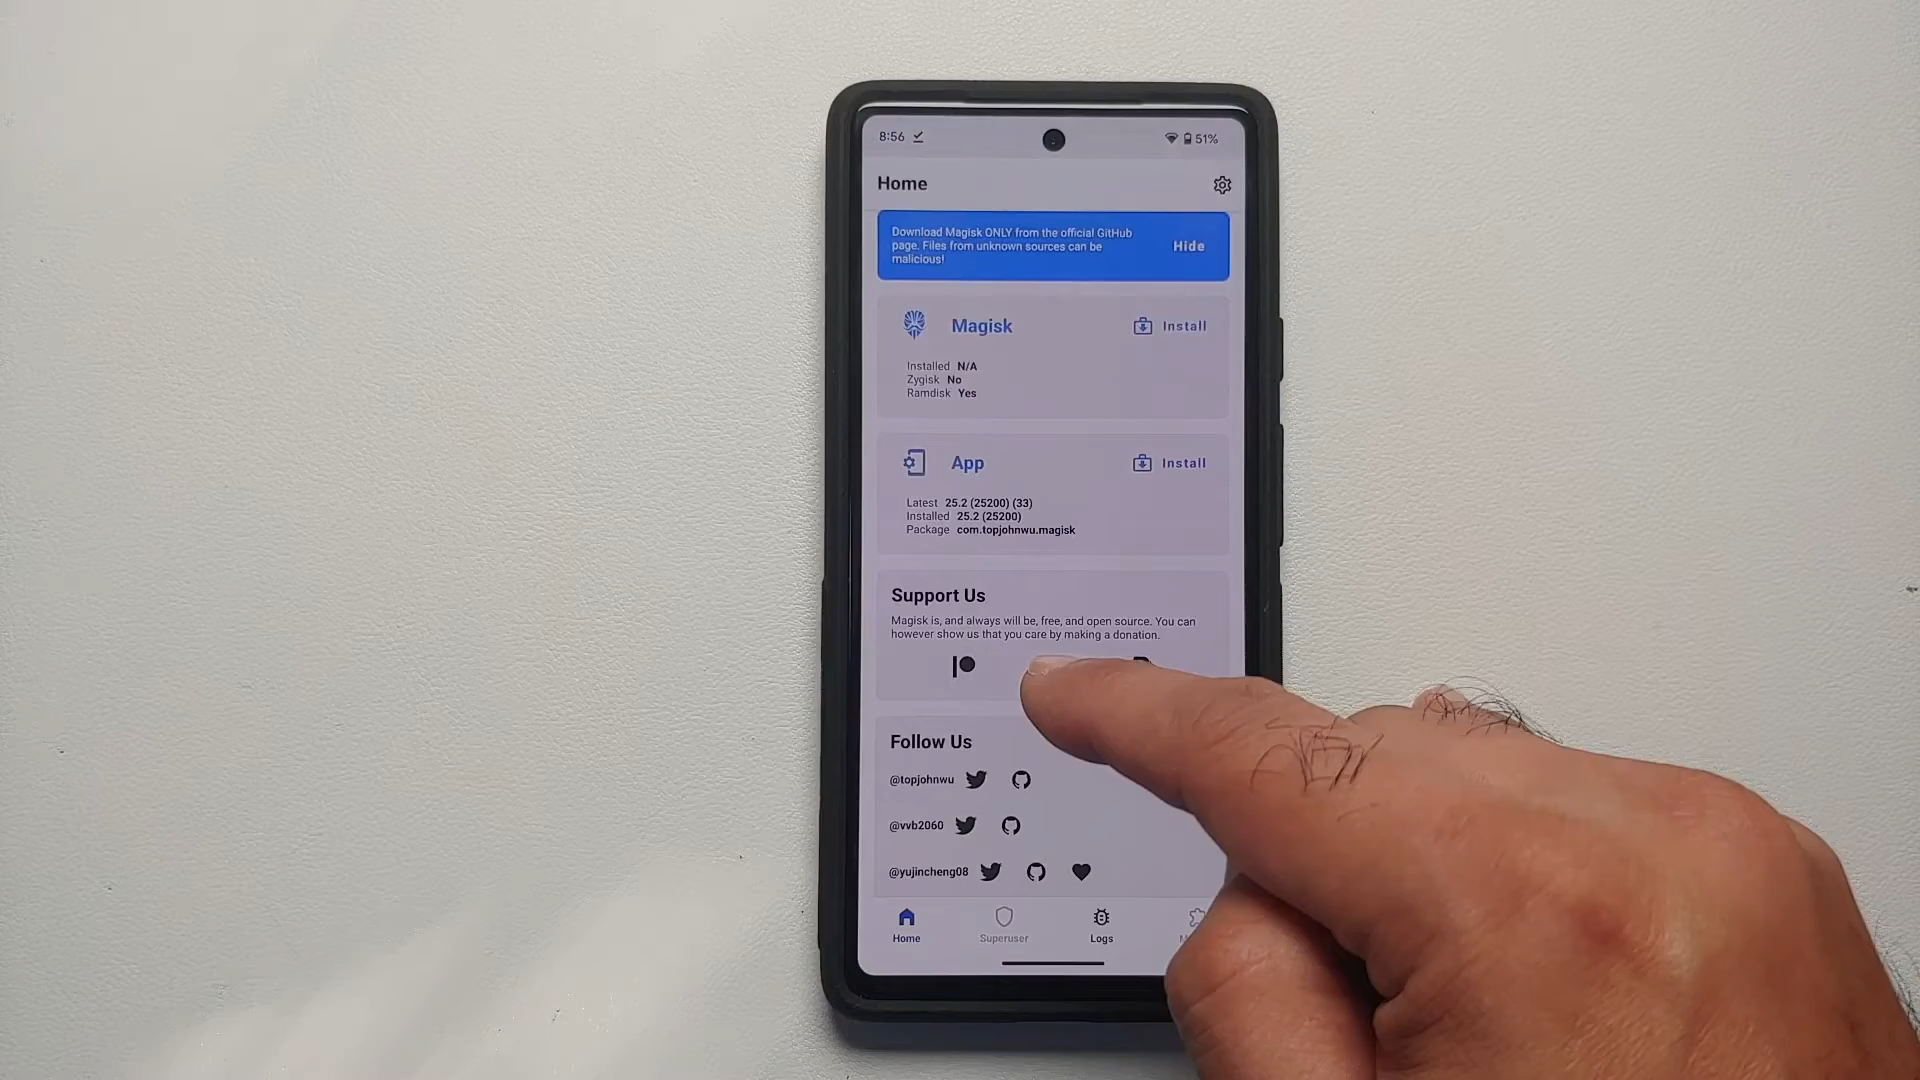 8:56
51%
Home
Download Magisk ONLY from the official GitHub
page. Files from unknown sources can be
malicious!
Hide
Magisk
Install
Installed N/A
Zygisk No
Ramdisk Yes
App
Install
Latest 25.2 (25200) (33)
Installed 25.2 (25200)
Package com.topjohnwu.magisk
Support Us
Magisk is, and always will be, free, and open source. You can
however show us that you care by making a donation.
Follow Us
@topjohnwu
@vvb2060
@yujincheng08
Home
Superuser
Logs